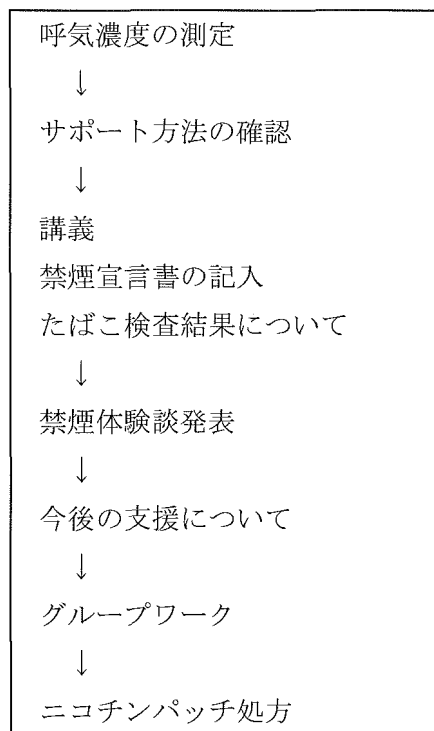 呼気濃度の測定
↓
サポート方法の確認
↓
講義
禁煙宣言書の記入
たばこ検査結果について
↓
禁煙体験談発表
↓
今後の支援について
↓
グループワーク
↓
ニコチンパッチ処方